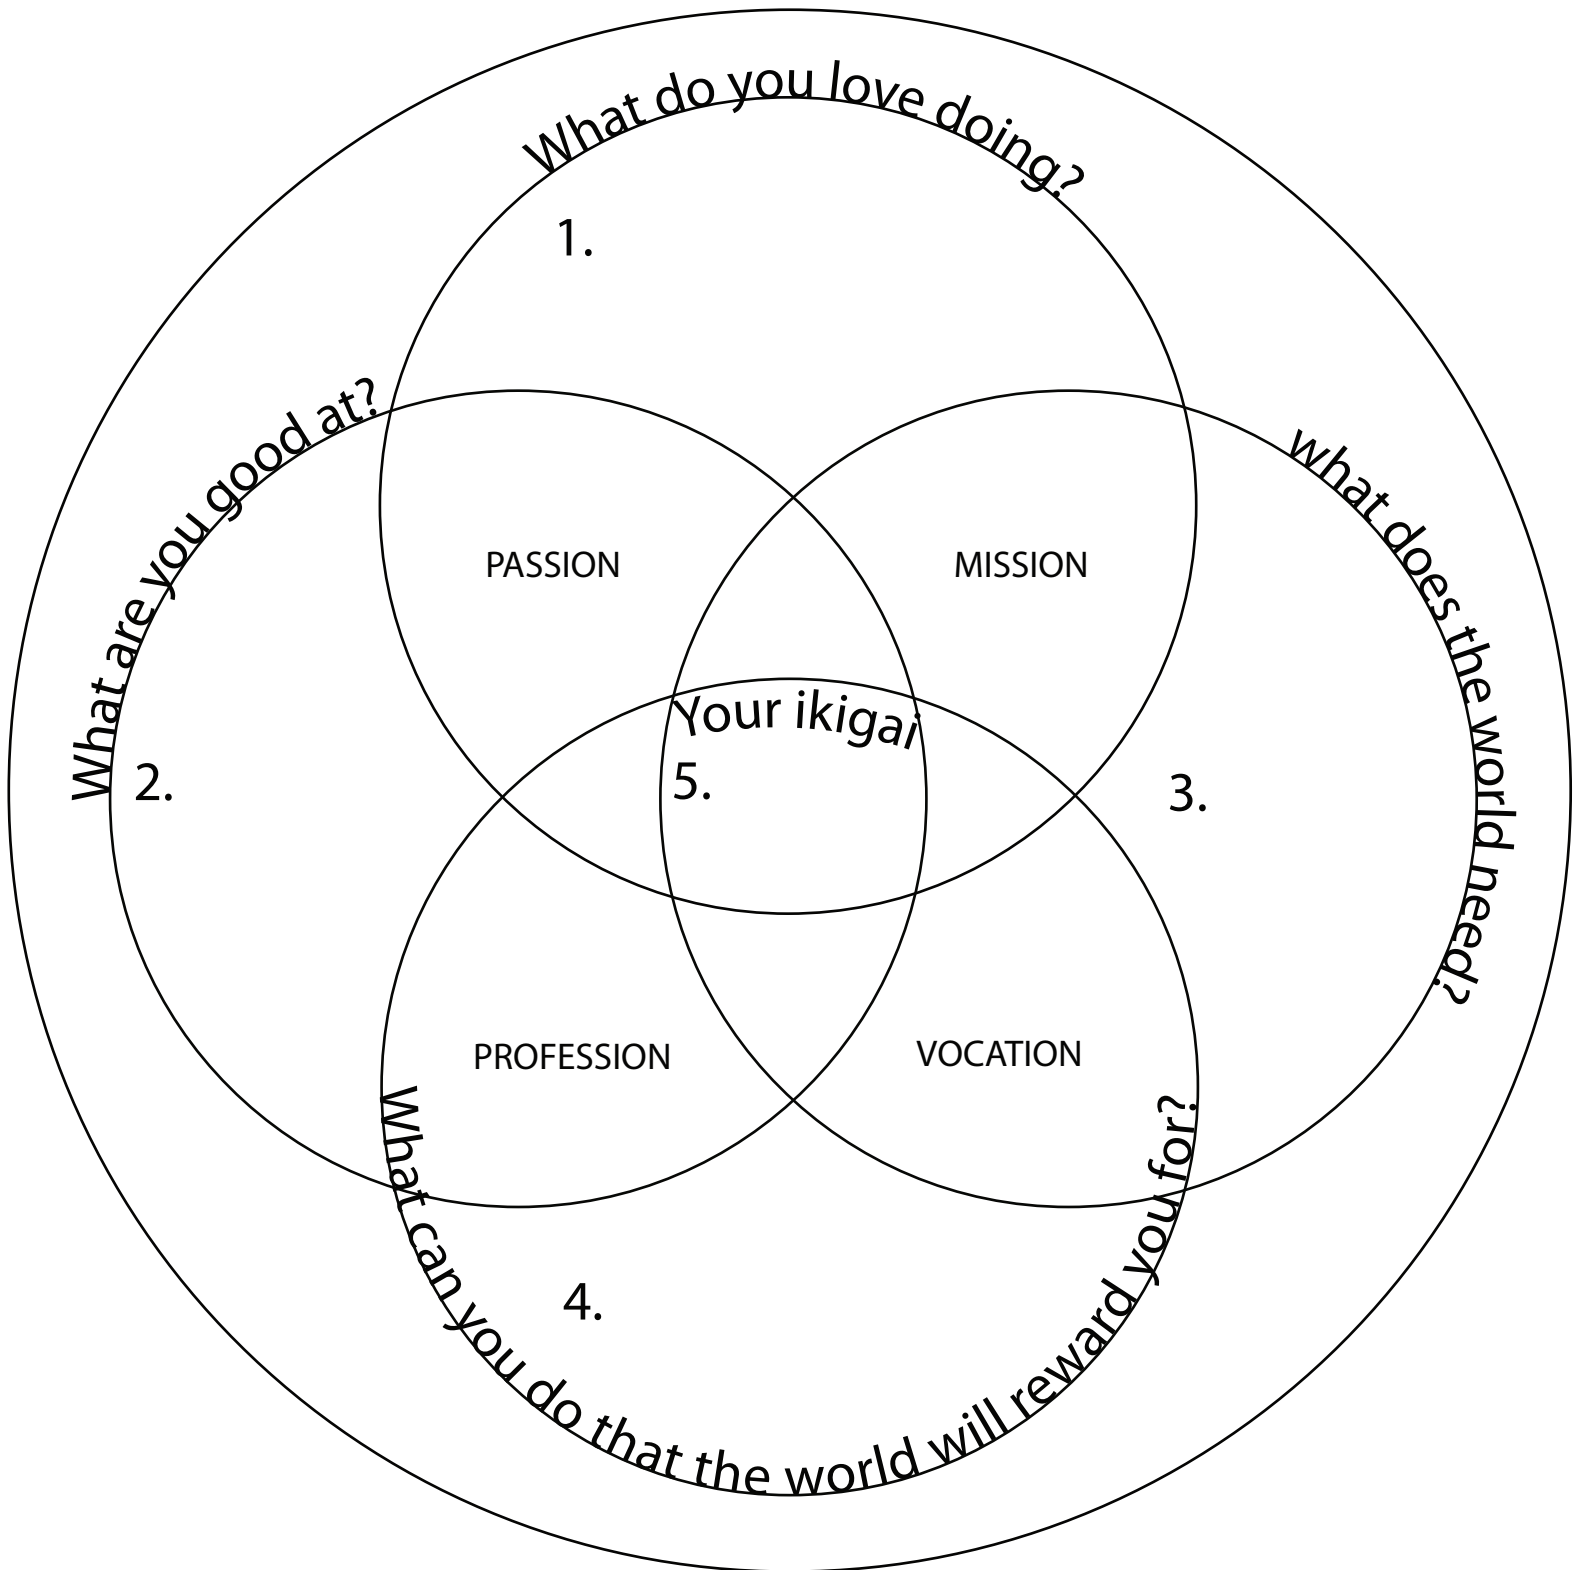 What do you love doing?
1.
What are you good at?
2.
PASSION
MISSION
what does the world need?
3.
Your ikigai
5.
PROFESSION
VOCATION
What can you do that the world will reward you for?
4.